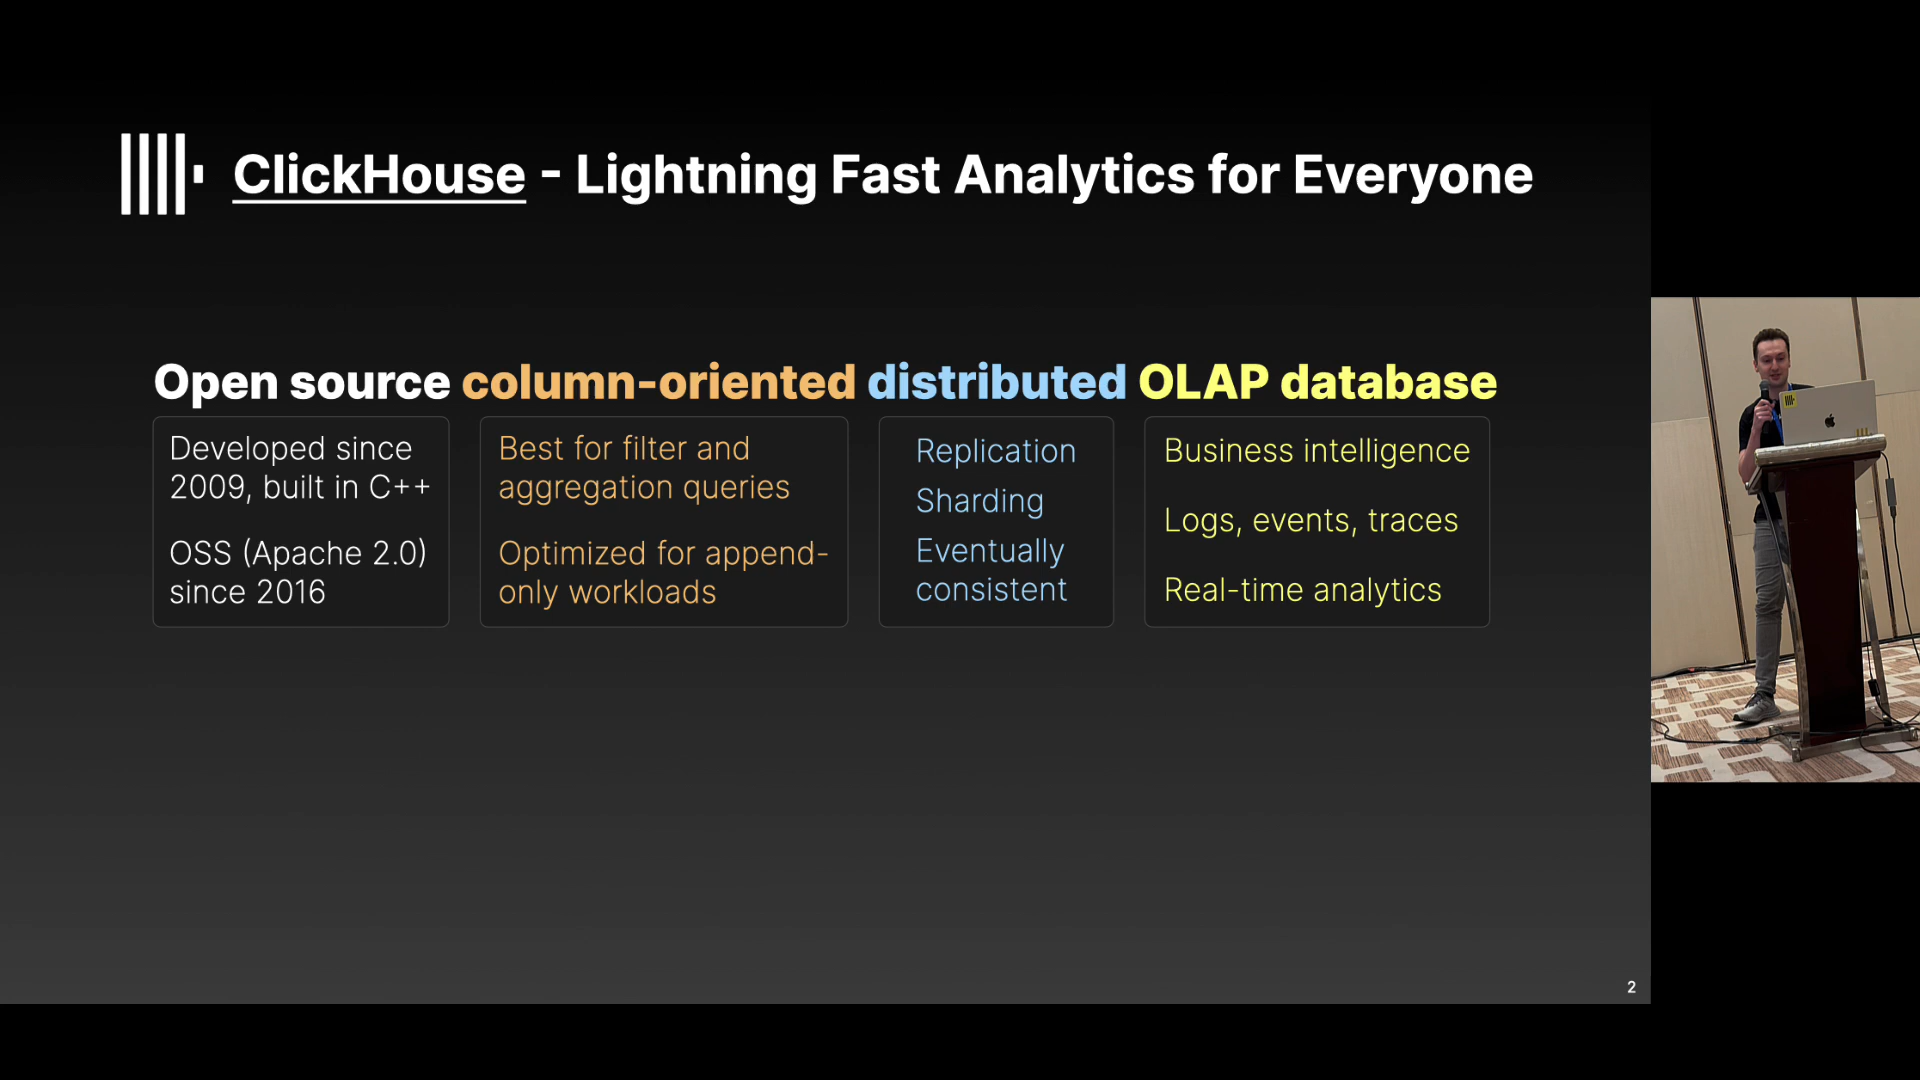 ClickHouse - Lightning Fast Analytics for Everyone
Open source column-oriented distributed OLAP database
Developed since
2009, built in C++
OSS (Apache 2.0)
since 2016
Best for filter and
aggregation queries
Optimized for append-
only workloads
Replication
Sharding
Eventually
consistent
Business intelligence
Logs, events, traces
Real-time analytics
2